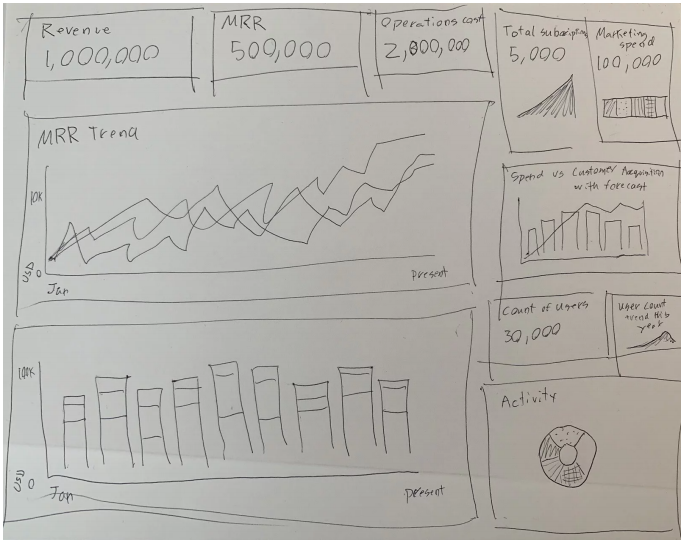 Revenue
1,000,000
MRR
500,000
Operations cost
2,000,000
Total subscription
5,000
Marketing
spend
100,000
MRR Trend
10K
USD
0
Jan
present
Spend vs Customer Acquisition
with forecast
100K
USD
0
Jan
present
Count of users
30,000
User count
trend this
year
Activity